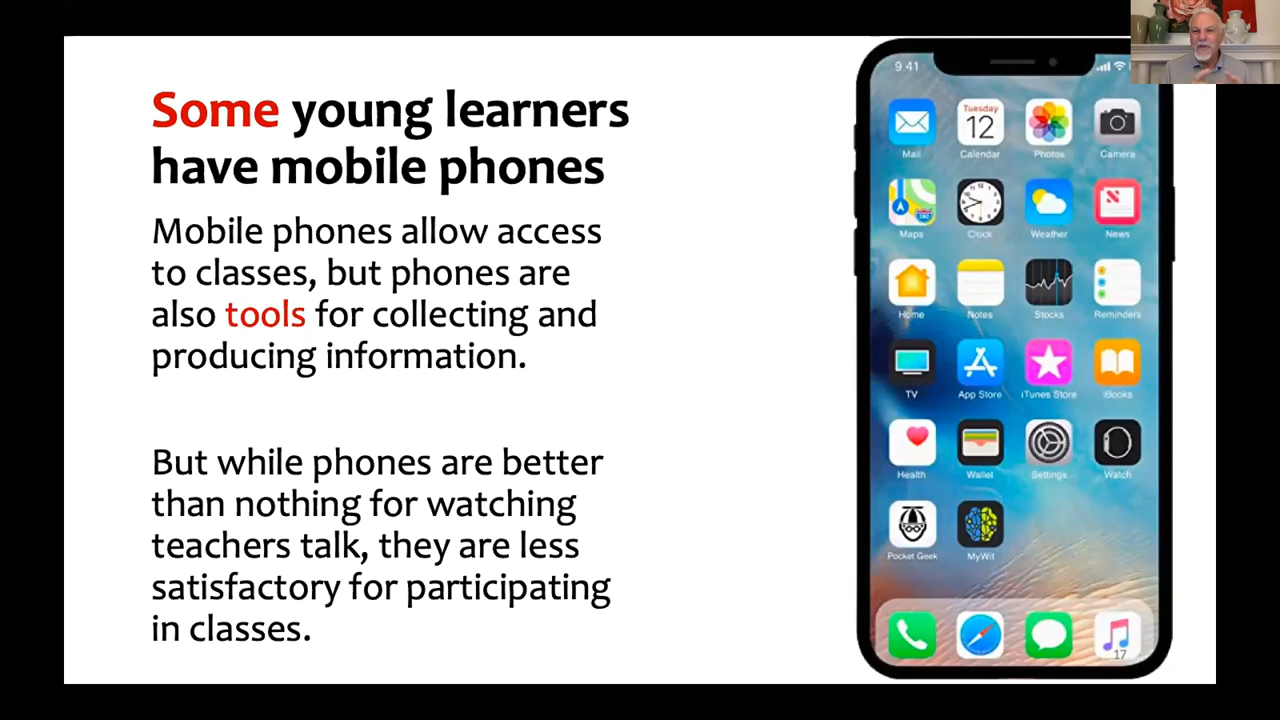 Some young learners
have mobile phones
Mobile phones allow access
to classes, but phones are
also tools for collecting and
producing information.
But while phones are better
than nothing for watching
teachers talk, they are less
satisfactory for participating
in classes.
9:41
Tuesday
12
Mail Calendar Photos Camera
280
Maps Clock Weather News
Home Notes Stocks Reminders
TV App Store iTunes Store iBooks
Health Wallet Settings Watch
Pocket Geek MyWit
17